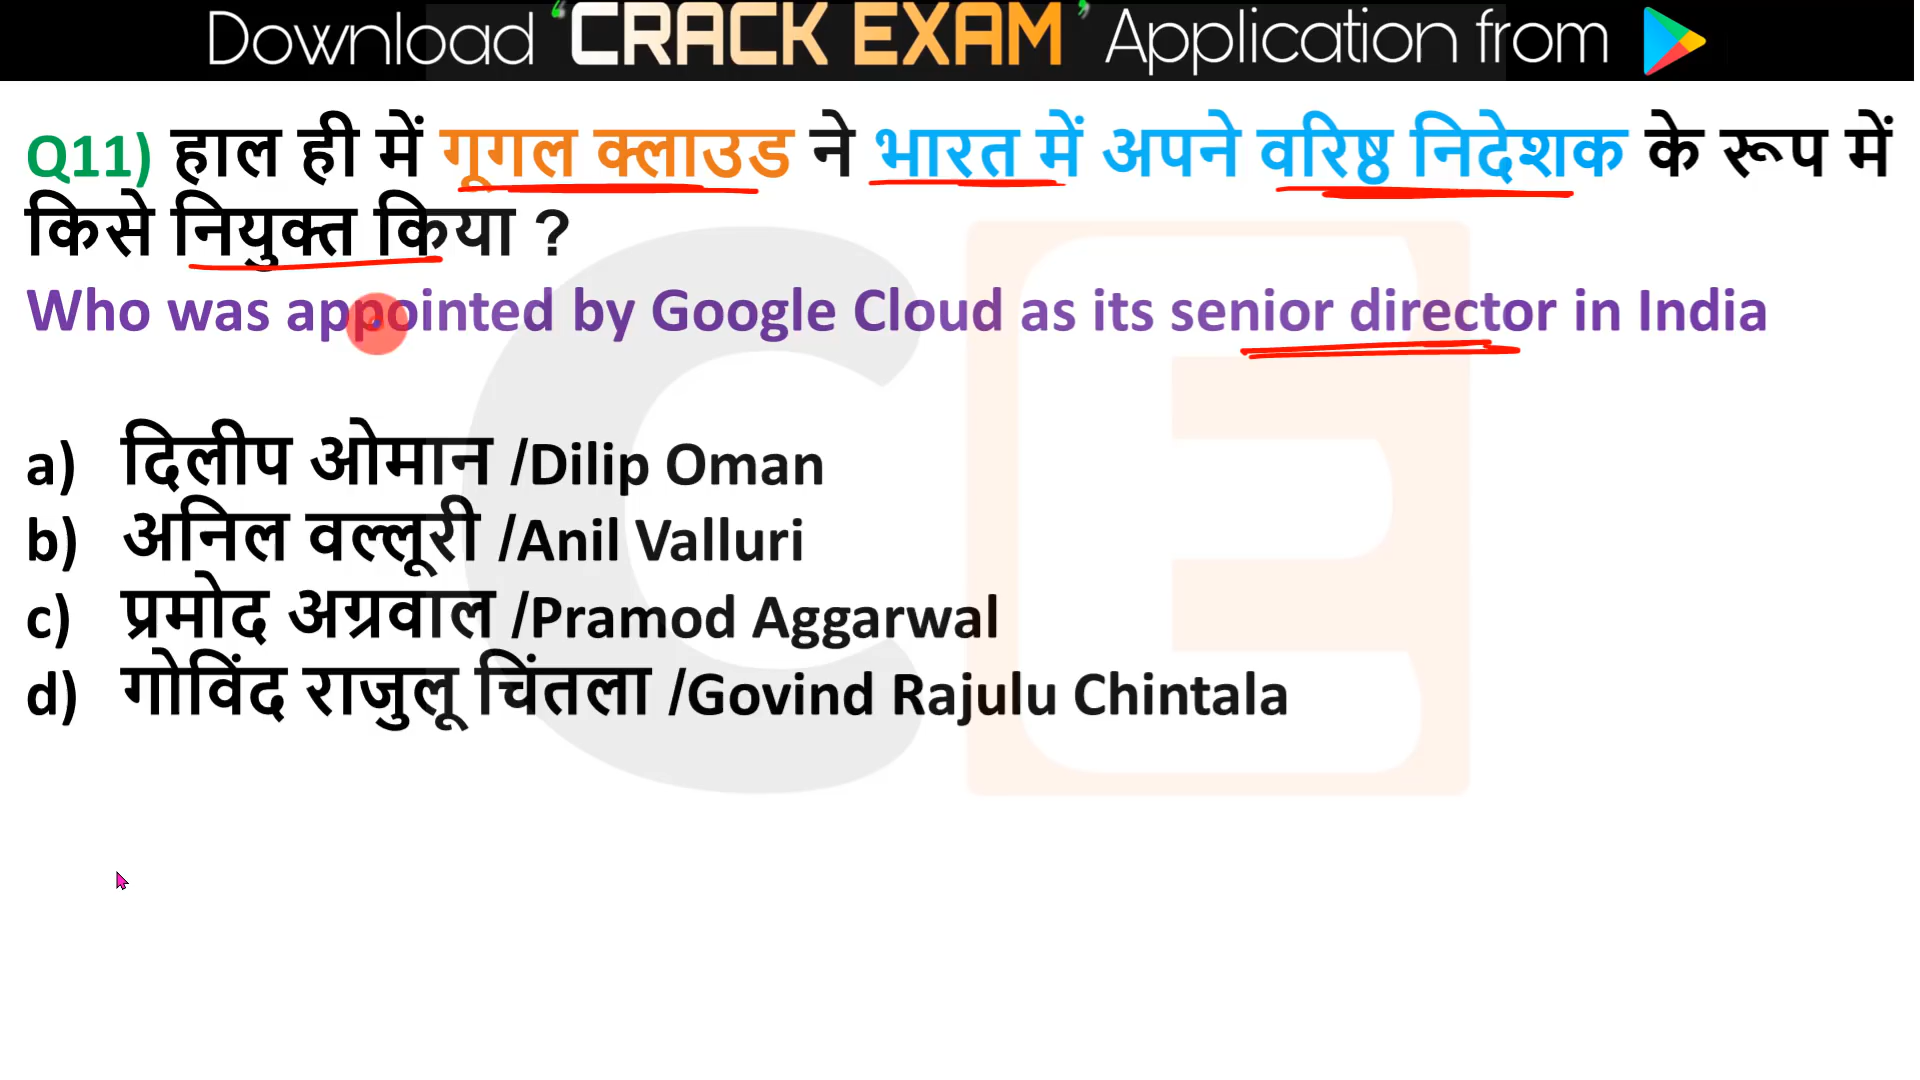 Download ‘CRACK EXAM’ Application from
Q11) हाल ही में गूगल क्लाउड ने भारत में अपने वरिष्ठ निदेशक के रूप में
किसे नियुक्त किया ?
Who was appointed by Google Cloud as its senior director in India
a) दिलीप ओमान /Dilip Oman
b) अनिल वल्लूरी /Anil Valluri
c) प्रमोद अग्रवाल /Pramod Aggarwal
d) गोविंद राजुलू चिंतला /Govind Rajulu Chintala
CE